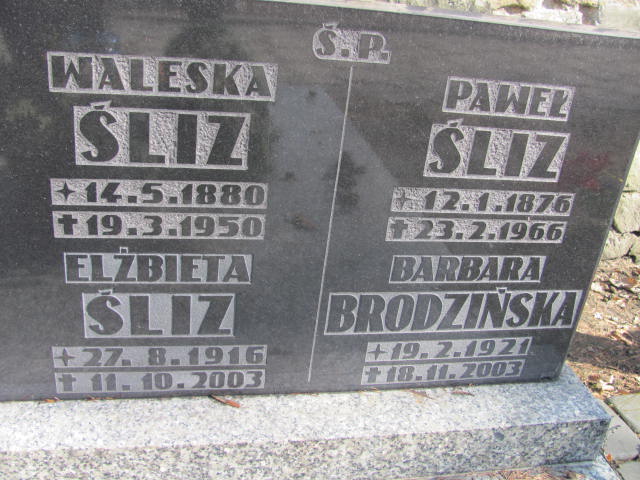 Ś.P.
WALESKA
ŚLIZ
+ 14.5.1880
✝ 19.3.1950
ELŻBIETA
ŚLIZ
+ 27.8.1916
✝ 11.10.2003
PAWEŁ
ŚLIZ
+ 12.1.1876
✝ 23.2.1966
BARBARA
BRODZIŃSKA
+ 19.2.1921
✝ 18.11.2003